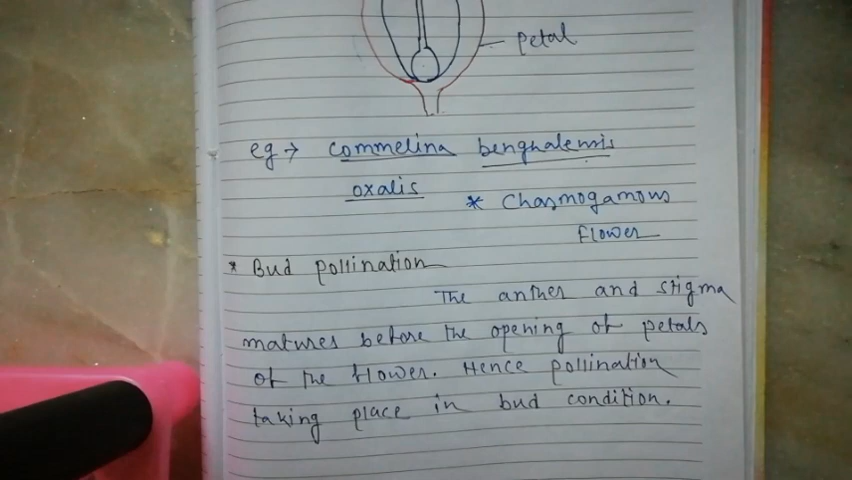 Petal
eg → commelina benghalensis
oxalis
* Chasmogamous
flower
* Bud pollination
The anther and stigma
matures before the opening of petals
of the flower. Hence pollination
taking place in bud condition.